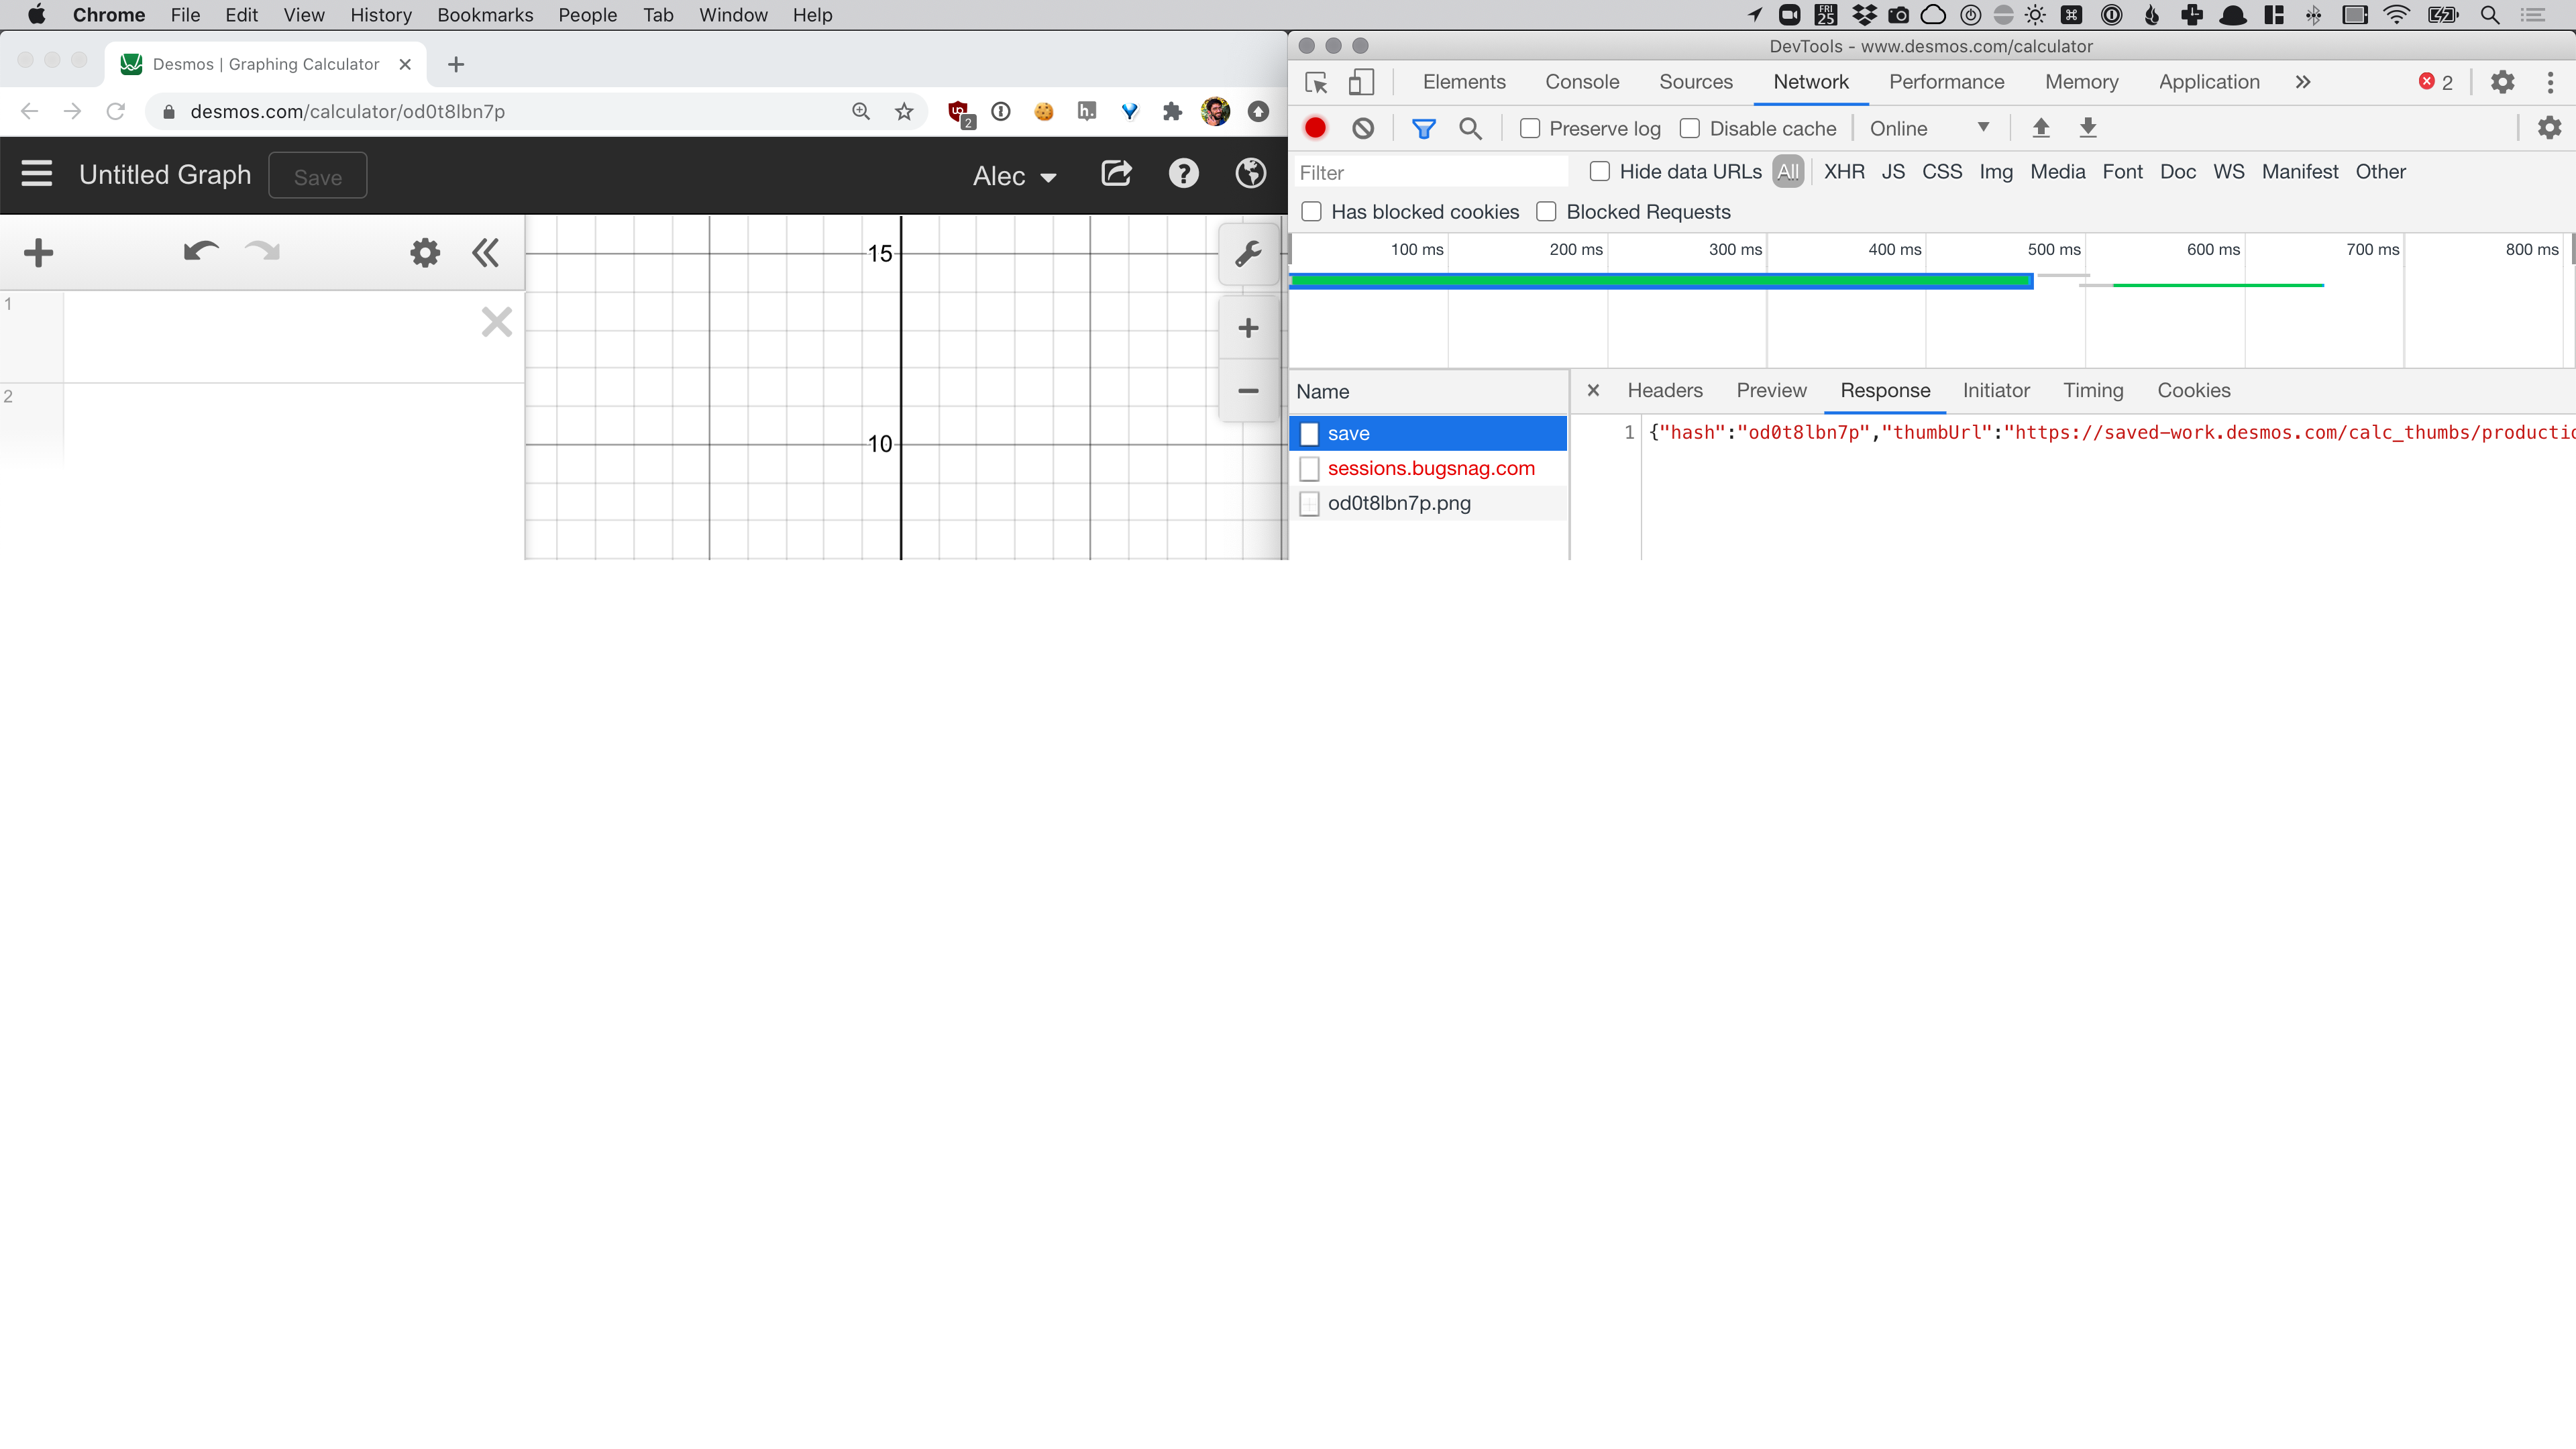 Chrome File Edit View History Bookmarks People Tab Window Help
FRI 25
Desmos | Graphing Calculator
desmos.com/calculator/od0t8lbn7p
2
Untitled Graph Save
Alec
15
10
1
2
DevTools - www.desmos.com/calculator
Elements Console Sources Network Performance Memory Application 2
Preserve log Disable cache Online
Filter Hide data URLs All XHR JS CSS Img Media Font Doc WS Manifest Other
Has blocked cookies Blocked Requests
100 ms 200 ms 300 ms 400 ms 500 ms 600 ms 700 ms 800 ms
Name
Headers Preview Response Initiator Timing Cookies
save
sessions.bugsnag.com
od0t8lbn7p.png
1 {"hash":"od0t8lbn7p","thumbUrl":"https://saved-work.desmos.com/calc_thumbs/productio